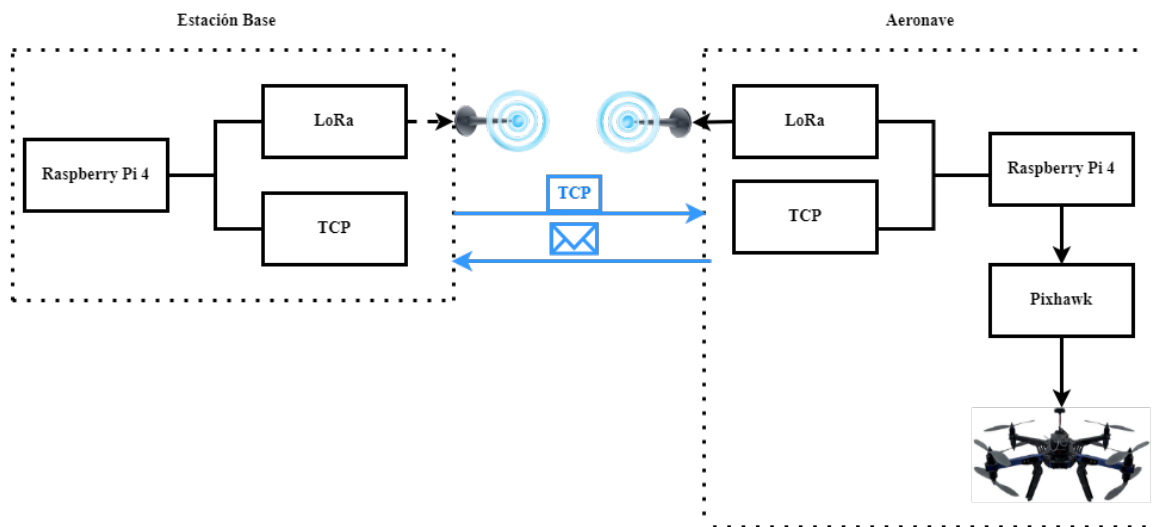 Estación Base
Aeronave
LoRa
LoRa
Raspberry Pi 4
Raspberry Pi 4
TCP
TCP
TCP
Pixhawk